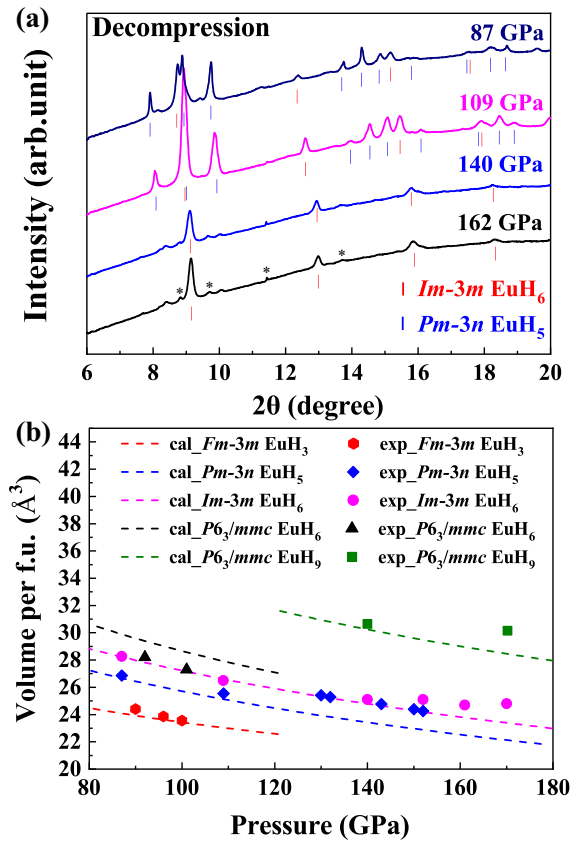 (a)
Decompression
87 GPa
109 GPa
140 GPa
162 GPa
* * * *
Im-3m EuH₆
Pm-3n EuH₅
Intensity (arb.unit)
6 8 10 12 14 16 18 20
2θ (degree)
(b)
cal_Fm-3m EuH₃ exp_Fm-3m EuH₃
cal_Pm-3n EuH₅ exp_Pm-3n EuH₅
cal_Im-3m EuH₆ exp_Im-3m EuH₆
cal_P6₃/mmc EuH₆ exp_P6₃/mmc EuH₆
cal_P6₃/mmc EuH₉ exp_P6₃/mmc EuH₉
Volume per f.u. (Å³)
44
42
40
38
36
34
32
30
28
26
24
22
20
80 100 120 140 160 180
Pressure (GPa)